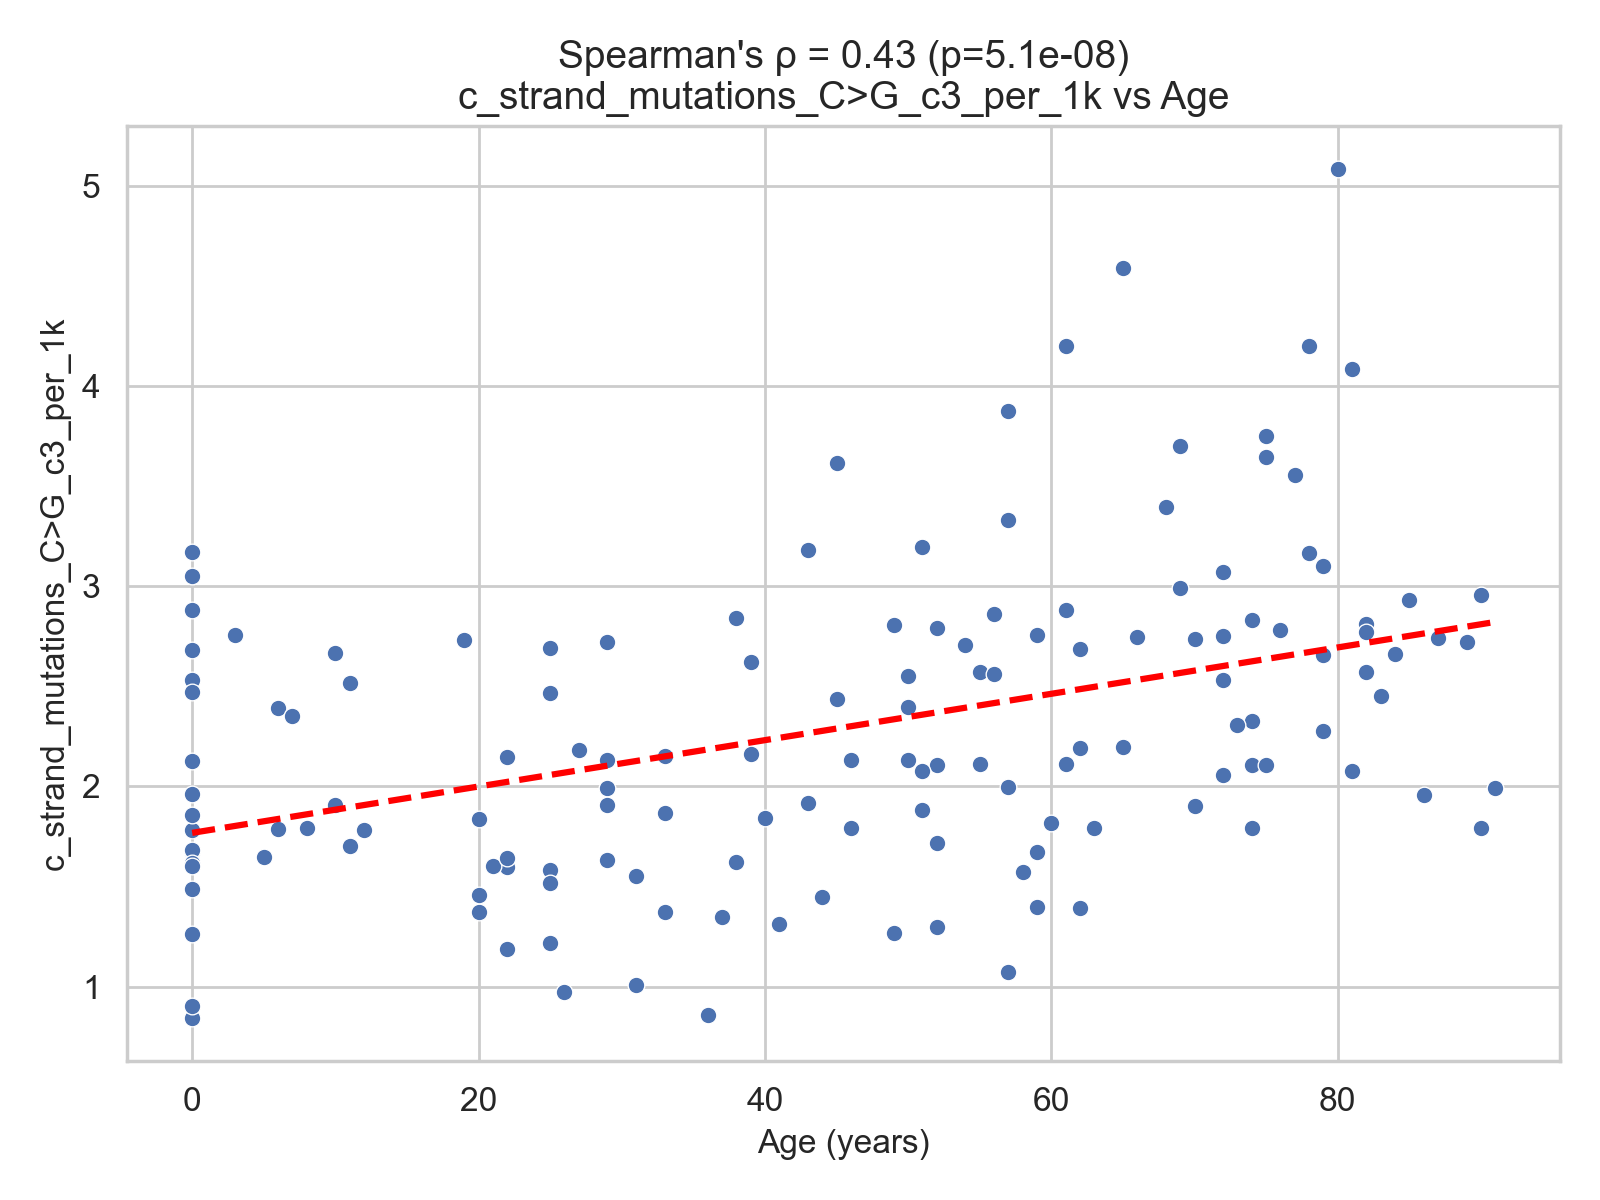 Spearman's ρ = 0.43 (p=5.1e-08)
c_strand_mutations_C>G_c3_per_1k vs Age
c_strand_mutations_C>G_c3_per_1k
5
4
3
2
1
0
20
40
60
80
Age (years)